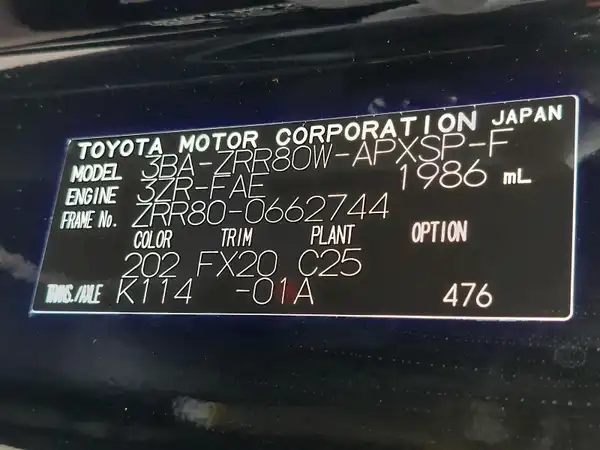 TOYOTA MOTOR CORPORATION JAPAN
MODEL 3BA-ZRR80W-APXSP-F
ENGINE 3ZR-FAE 1986 mL
FRAME No. ZRR80-0662744
COLOR TRIM PLANT OPTION
202 FX20 C25
TRANS./AXLE K114 -01A 476